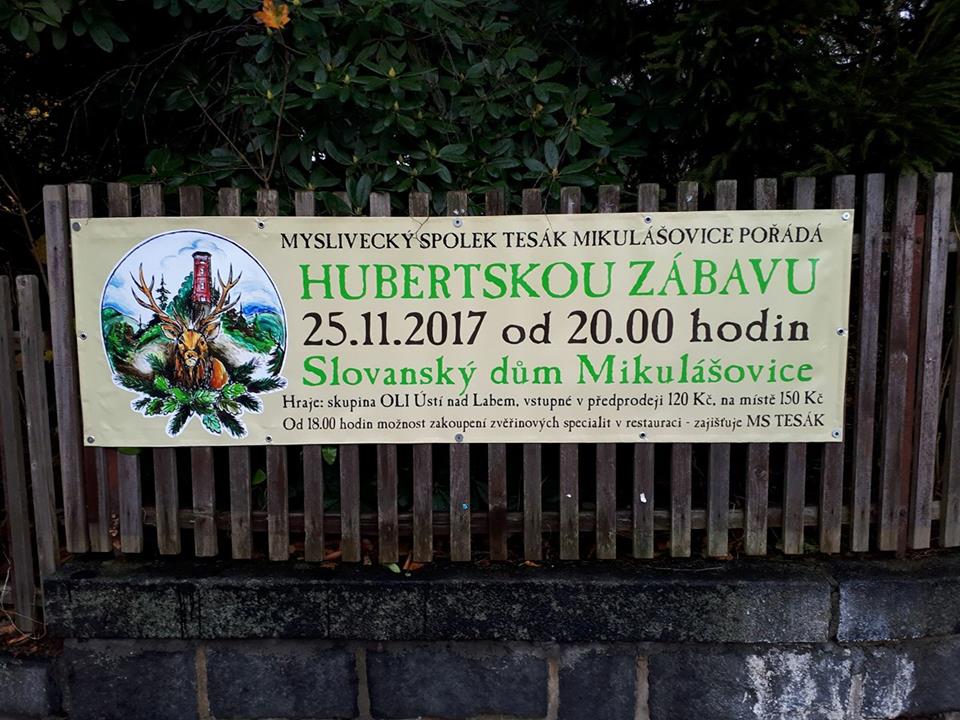 MYSLIVECKÝ SPOLEK TESÁK MIKULÁŠOVICE POŘÁDÁ
HUBERTSKOU ZÁBAVU
25.11.2017 od 20.00 hodin
Slovanský dům Mikulášovice
Hraje: skupina OLI Ústí nad Labem, vstupné v předprodeji 120 Kč, na místě 150 Kč
Od 18.00 hodin možnost zakoupení zvěřinových specialit v restauraci - zajišťuje MS TESÁK